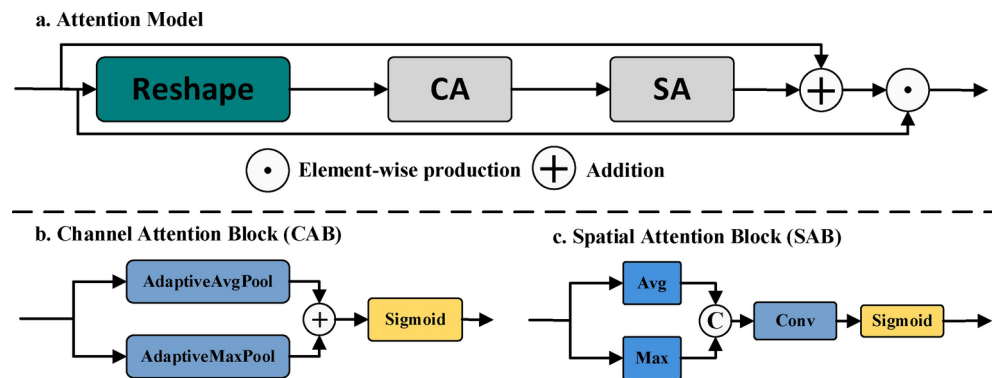 a. Attention Model
Reshape
CA
SA
Element-wise production
Addition
b. Channel Attention Block (CAB)
AdaptiveAvgPool
AdaptiveMaxPool
Sigmoid
c. Spatial Attention Block (SAB)
Avg
Max
C
Conv
Sigmoid